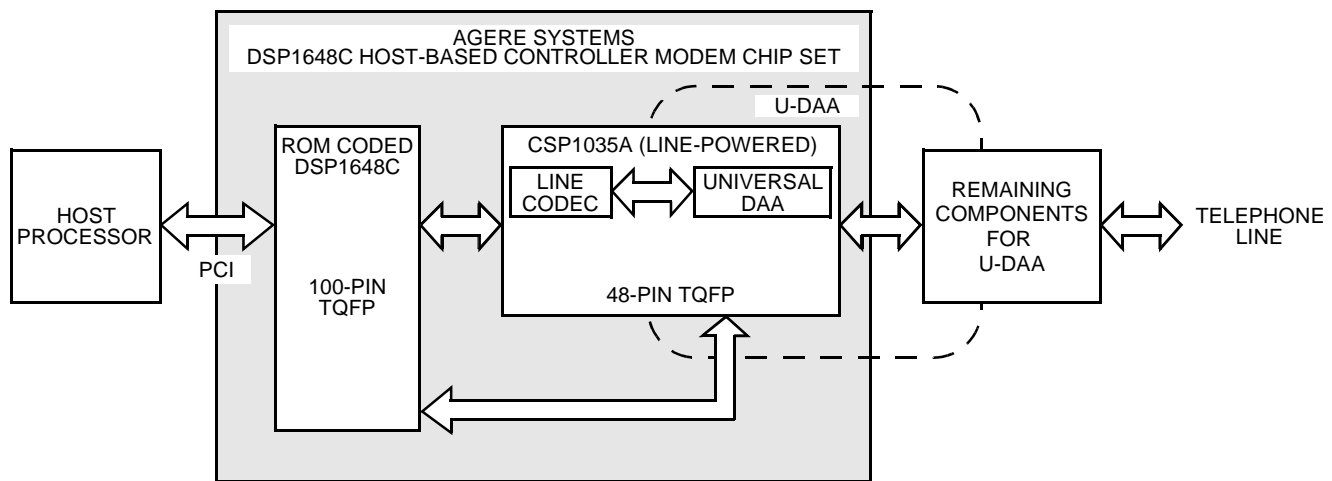 AGERE SYSTEMS
DSP1648C HOST-BASED CONTROLLER MODEM CHIP SET
U-DAA
HOST
PROCESSOR
PCI
ROM CODED
DSP1648C
100-PIN
TQFP
CSP1035A (LINE-POWERED)
LINE
CODEC
UNIVERSAL
DAA
48-PIN TQFP
REMAINING
COMPONENTS
FOR
U-DAA
TELEPHONE
LINE